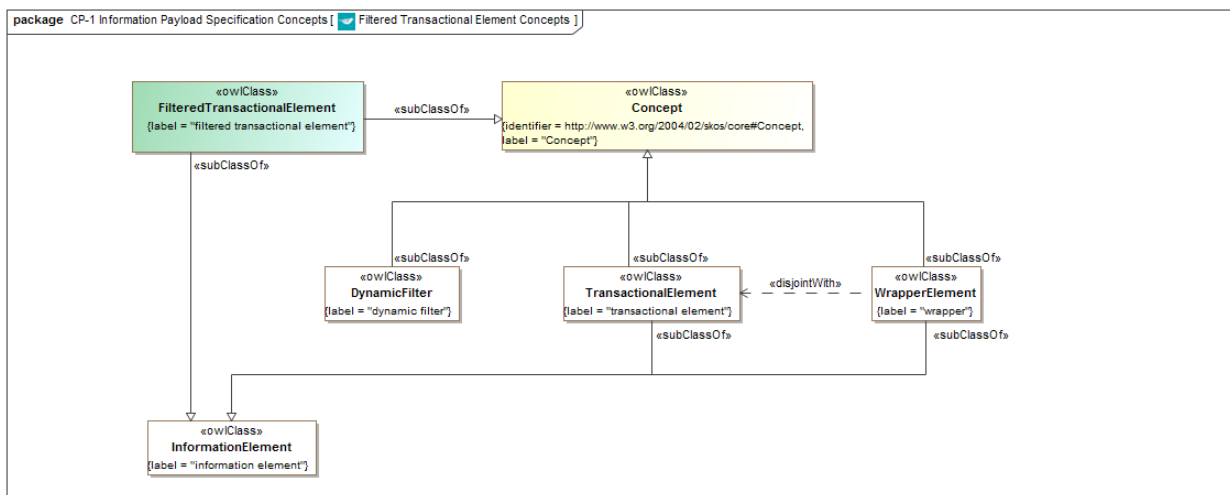 package CP-1 Information Payload Specification Concepts [ Filtered Transactional Element Concepts ]
«owlClass»
FilteredTransactionalElement
{label = "filtered transactional element"}
«subClassOf»
«owlClass»
Concept
{identifier = http://www.w3.org/2004/02/skos/core#Concept,
label = "Concept"}
«subClassOf»
«subClassOf»
«subClassOf»
«subClassOf»
«owlClass»
DynamicFilter
{label = "dynamic filter"}
«owlClass»
TransactionalElement
{label = "transactional element"}
«disjointWith»
«owlClass»
WrapperElement
{label = "wrapper"}
«subClassOf»
«subClassOf»
«owlClass»
InformationElement
{label = "information element"}